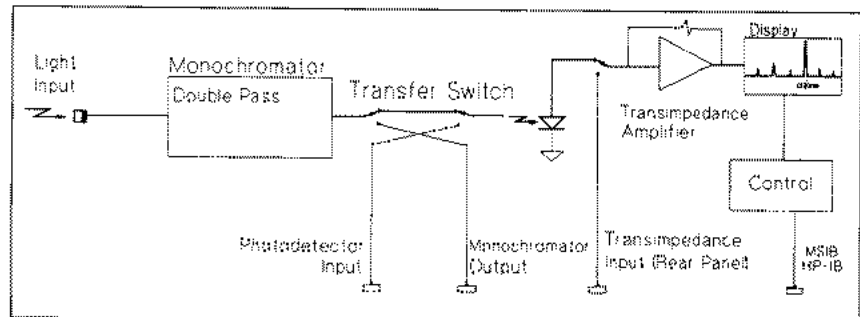 Light
Input
Monochromator
Double Pass
Transfer Switch
Display
Transimpedance
Amplifier
Control
Photodetector
Input
Monochromator
Output
Transimpedance
Input (Rear Panel)
MSIB
HP-IB